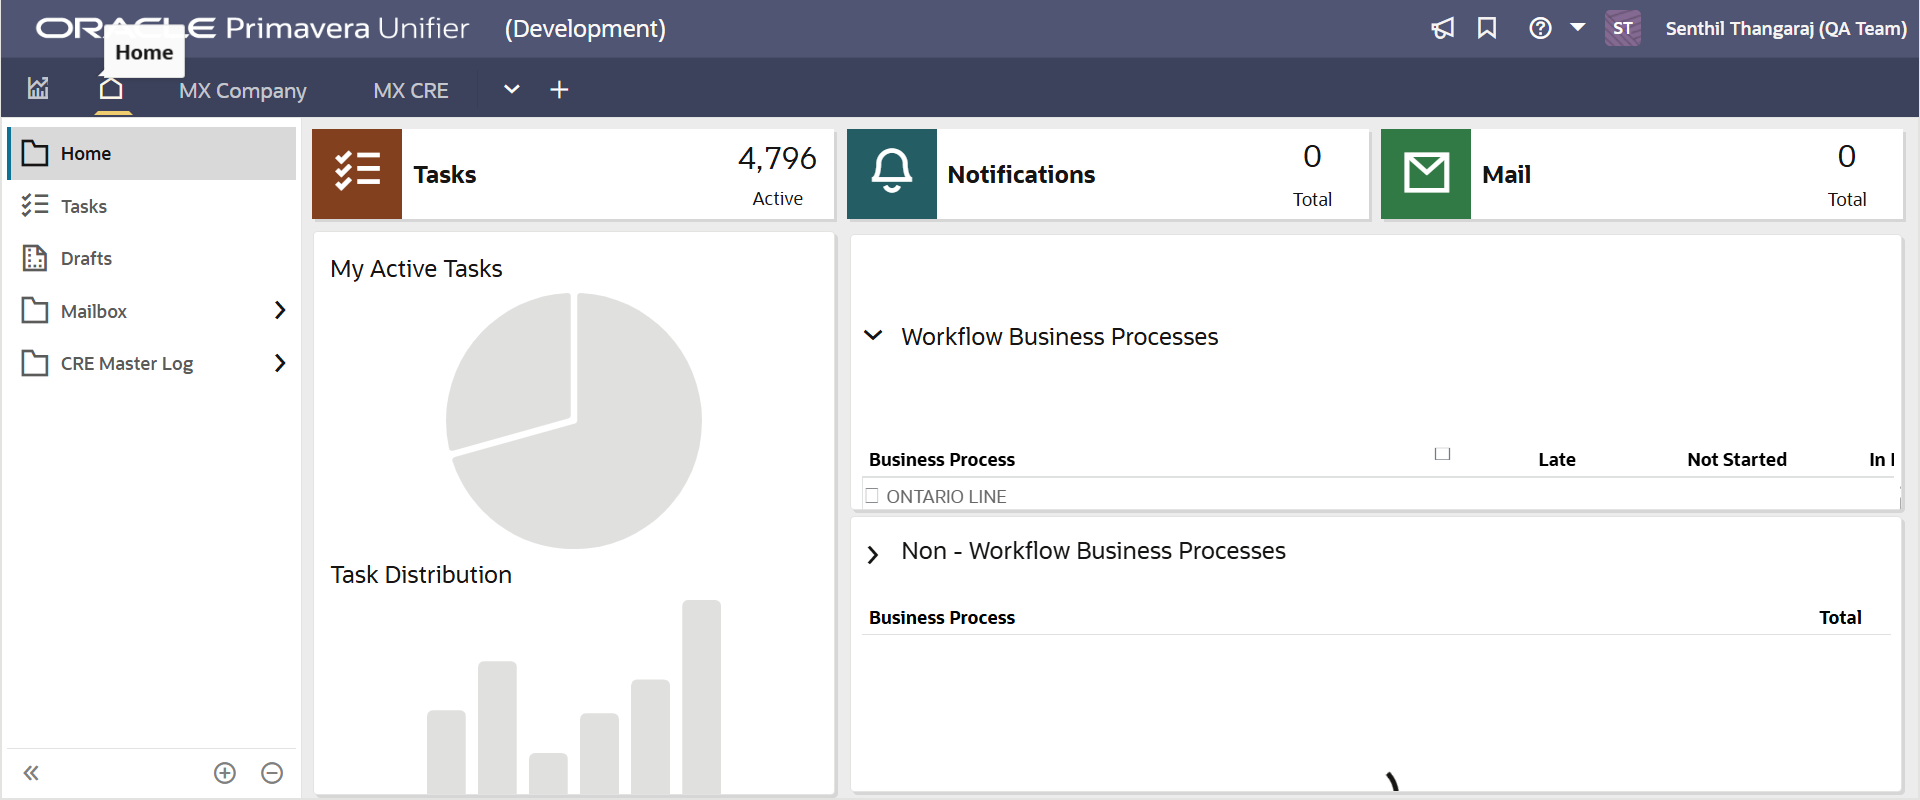 ORACLE Primavera Unifier (Development)
ST Senthil Thangaraj (QA Team)
Home
MX Company MX CRE
Home
Tasks
Drafts
Mailbox
CRE Master Log
Tasks 4,796 Active
Notifications 0 Total
Mail 0 Total
My Active Tasks
Task Distribution
Workflow Business Processes
Business Process Late Not Started In
ONTARIO LINE
Non - Workflow Business Processes
Business Process Total